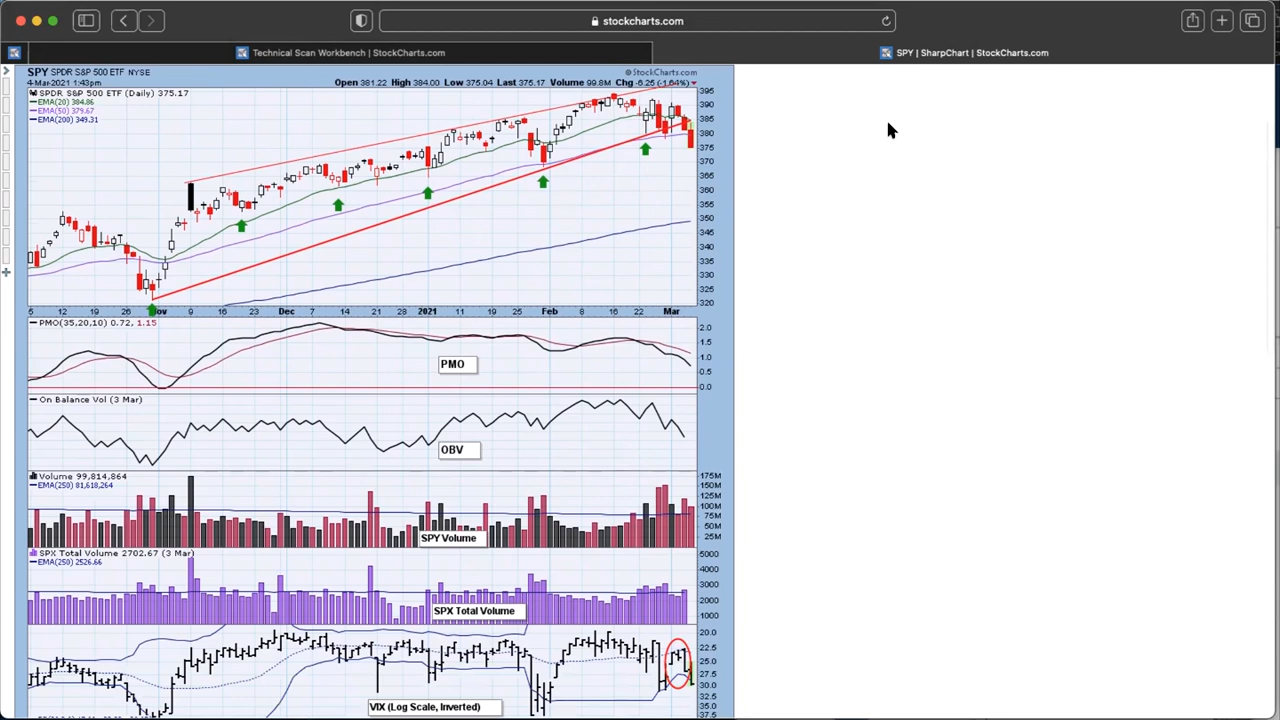 stockcharts.com
Technical Scan Workbench | StockCharts.com
SPY | SharpChart | StockCharts.com
SPY SPDR S&P 500 ETF NYSE
© StockCharts.com
4-Mar-2021 1:43pm
Open 381.22 High 384.00 Low 375.04 Last 375.17 Volume 99.8M Chg -6.25 (-1.64%)
SPDR S&P 500 ETF (Daily) 375.17
EMA(20) 384.86
EMA(50) 379.67
EMA(200) 349.31
395
390
385
380
375
370
365
360
355
350
345
340
335
330
325
320
5 12 19 26 Nov 9 16 23 Dec 7 14 21 28 2021 11 19 25 Feb 8 16 22 Mar
PMO(35,20,10) 0.72, 1.15
2.0
1.5
1.0
0.5
0.0
PMO
On Balance Vol (3 Mar)
OBV
Volume 99,814,864
EMA(250) 81,618,264
175M
150M
125M
100M
75M
50M
25M
SPY Volume
SPX Total Volume 2702.67 (3 Mar)
EMA(250) 2526.66
5000
4000
3000
2000
1000
SPX Total Volume
20.0
22.5
25.0
27.5
30.0
32.5
35.0
37.5
VIX (Log Scale, Inverted)